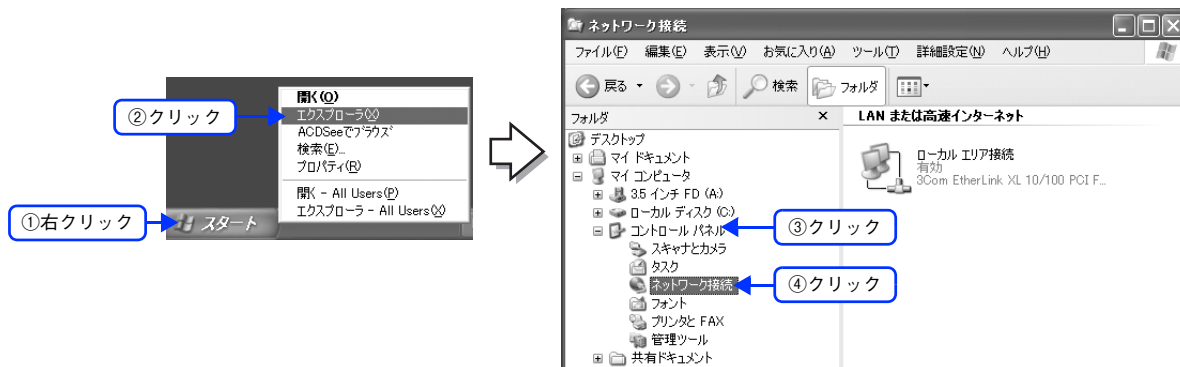 ①右クリック
スタート
②クリック
開く(O)
エクスプローラ(X)
ACDSeeでブラウズ
検索(E)...
プロパティ(R)
開く - All Users(P)
エクスプローラ - All Users(X)
ネットワーク接続
ファイル(F) 編集(E) 表示(V) お気に入り(A) ツール(T) 詳細設定(N) ヘルプ(H)
戻る 検索 フォルダ
フォルダ ×
デスクトップ
マイ ドキュメント
マイ コンピュータ
3.5 インチ FD (A:)
ローカル ディスク (C:)
コントロール パネル
③クリック
スキャナとカメラ
タスク
ネットワーク接続
④クリック
フォント
プリンタと FAX
管理ツール
共有ドキュメント
LAN または高速インターネット
ローカル エリア接続
有効
3Com EtherLink XL 10/100 PCI F...